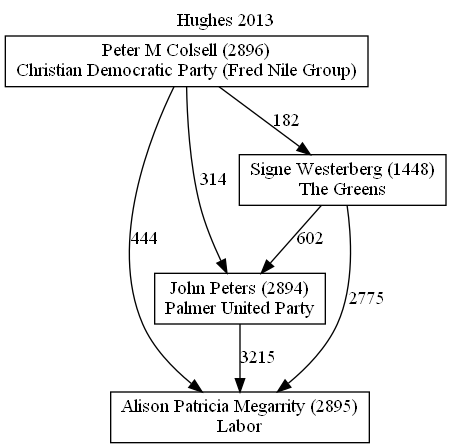 Hughes 2013
Peter M Colsell (2896)
Christian Democratic Party (Fred Nile Group)
182
Signe Westerberg (1448)
The Greens
314
444
602
John Peters (2894)
Palmer United Party
2775
3215
Alison Patricia Megarrity (2895)
Labor